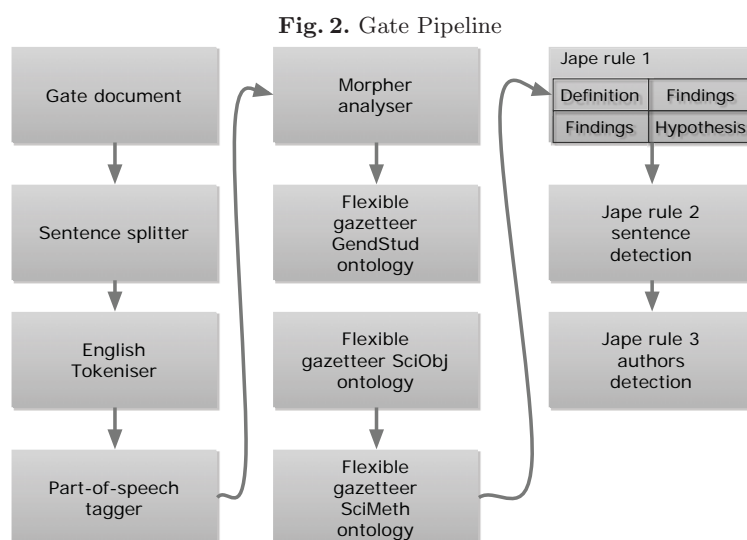 Fig. 2. Gate Pipeline
Gate document
Sentence splitter
English
Tokeniser
Part-of-speech
tagger
Morpher
analyser
Flexible
gazetteer
GendStud
ontology
Flexible
gazetteer SciObj
ontology
Flexible
gazetteer
SciMeth
ontology
Jape rule 1
Definition Findings
Findings Hypothesis
Jape rule 2
sentence
detection
Jape rule 3
authors
detection